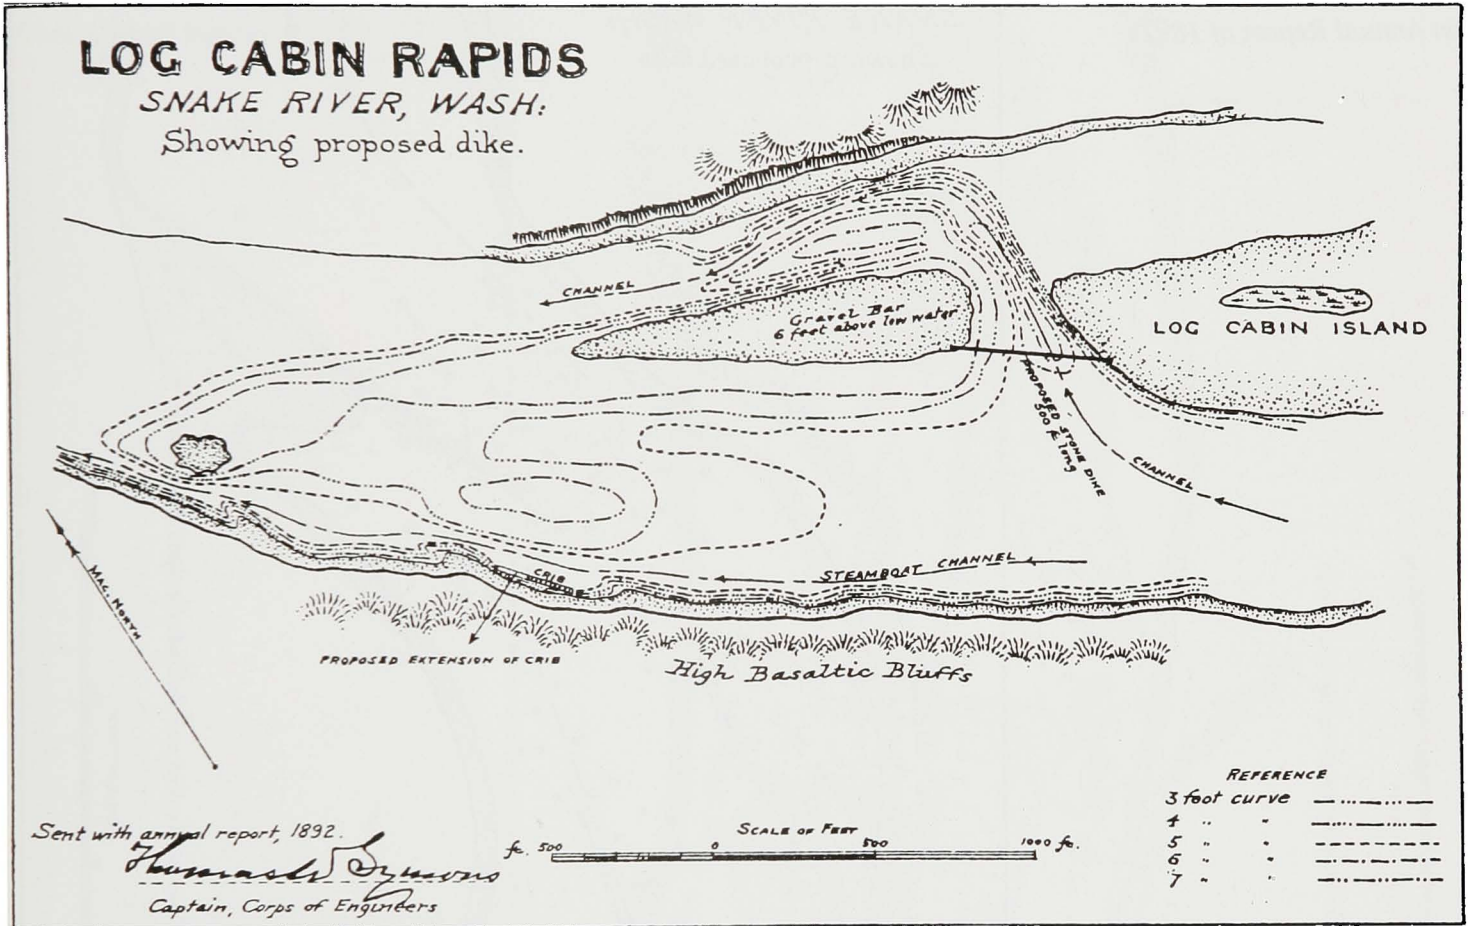 LOG CABIN RAPIDS
SNAKE RIVER, WASH:
Showing proposed dike.
CHANNEL
Gravel Bar
6 feet above low water
LOG CABIN ISLAND
PROPOSED STONE DIKE
500 ft long
CHANNEL
STEAMBOAT CHANNEL
CRIB
MAG. NORTH
PROPOSED EXTENSION OF CRIB
High Basaltic Bluffs
REFERENCE
3 foot curve
4 " "
5 " "
6 " "
7 " "
Sent with annual report, 1892.
Thomas W Symons
Captain, Corps of Engineers
SCALE OF FEET
ft. 500 0 500 1000 ft.